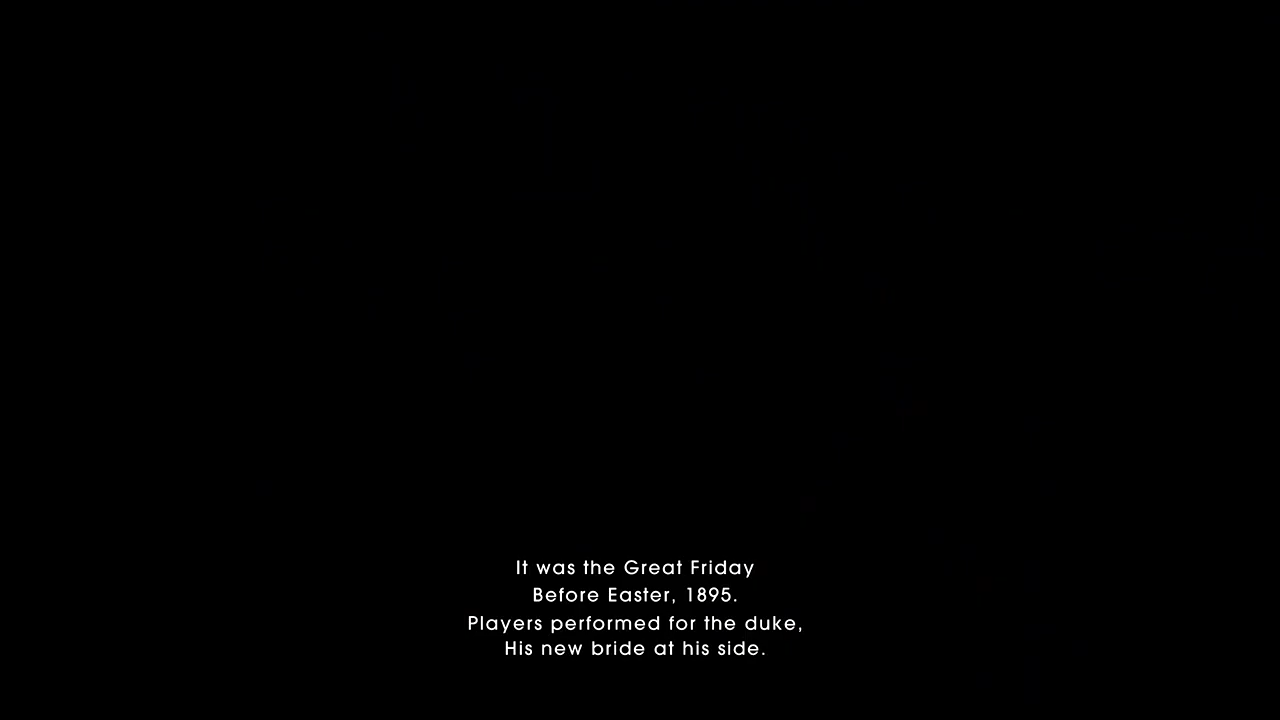 It was the Great Friday
Before Easter, 1895.
Players performed for the duke,
His new bride at his side.